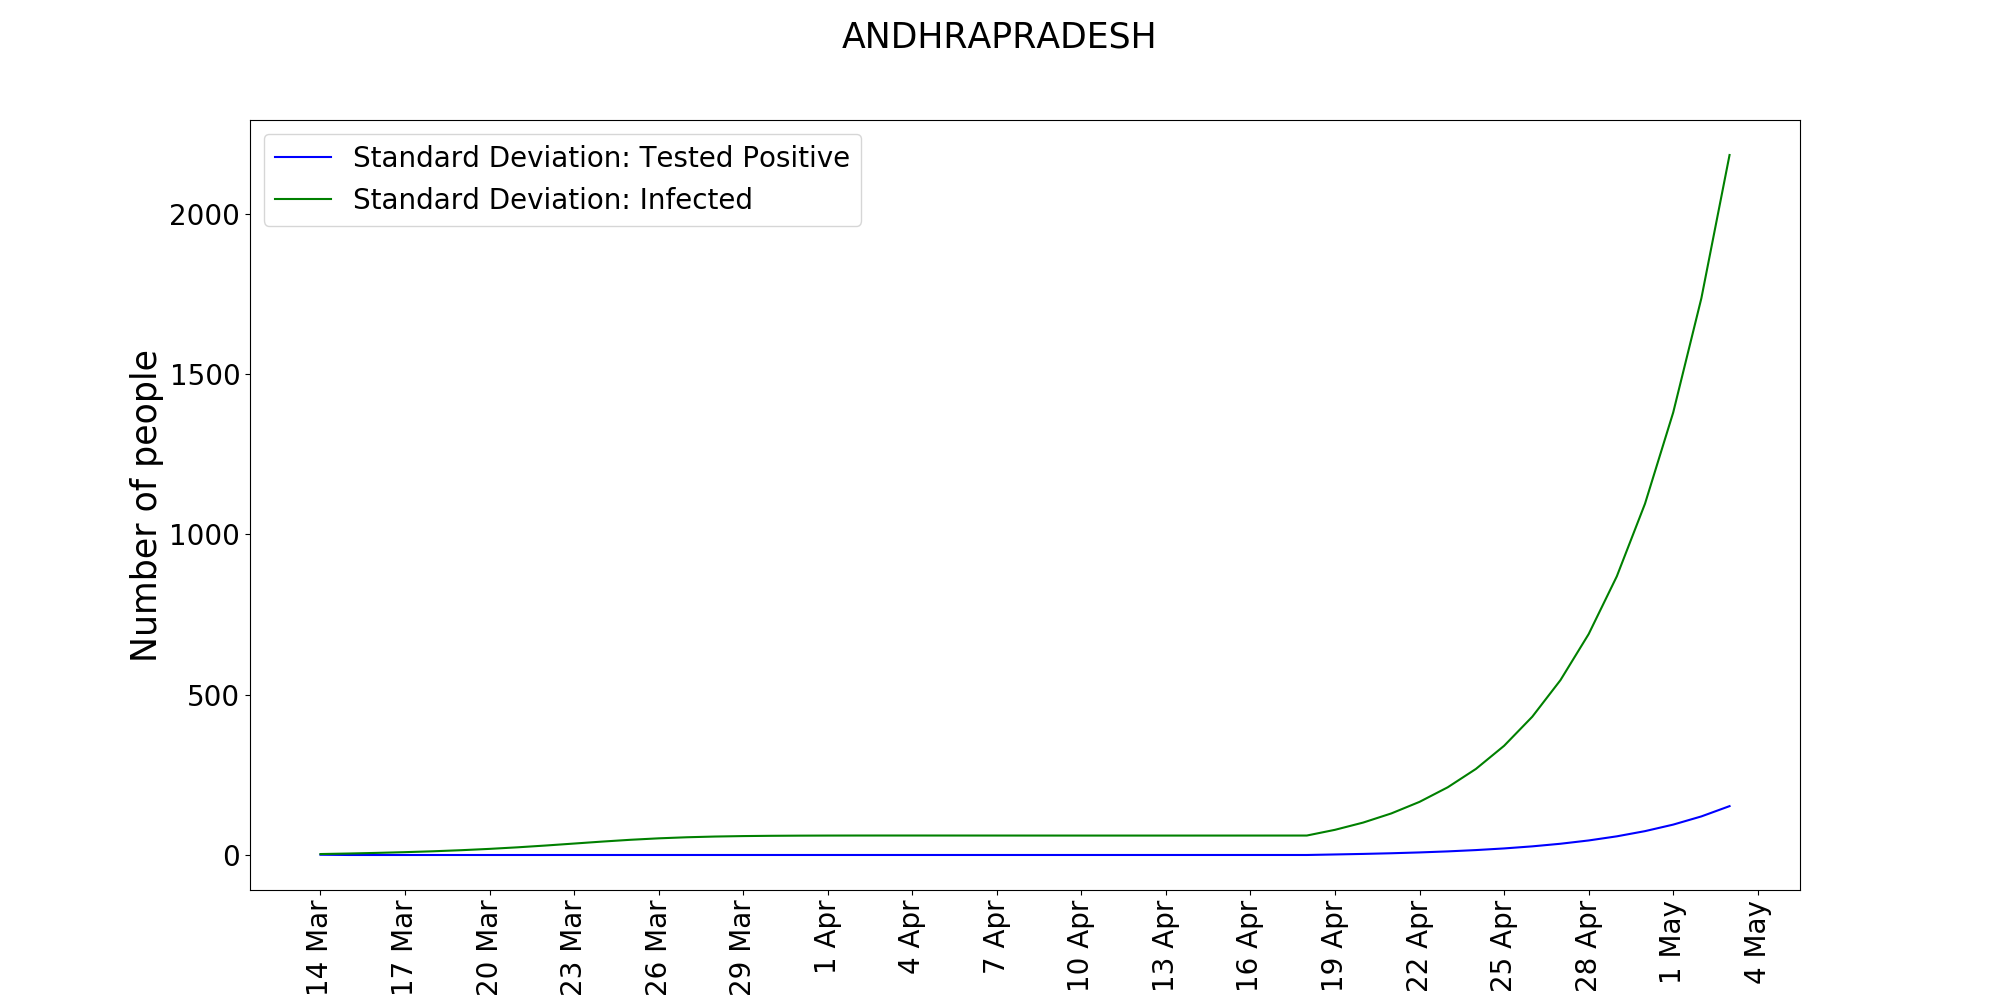 ANDHRAPRADESH
Standard Deviation: Tested Positive
Standard Deviation: Infected
Number of people
2000
1500
1000
500
0
14 Mar
17 Mar
20 Mar
23 Mar
26 Mar
29 Mar
1 Apr
4 Apr
7 Apr
10 Apr
13 Apr
16 Apr
19 Apr
22 Apr
25 Apr
28 Apr
1 May
4 May